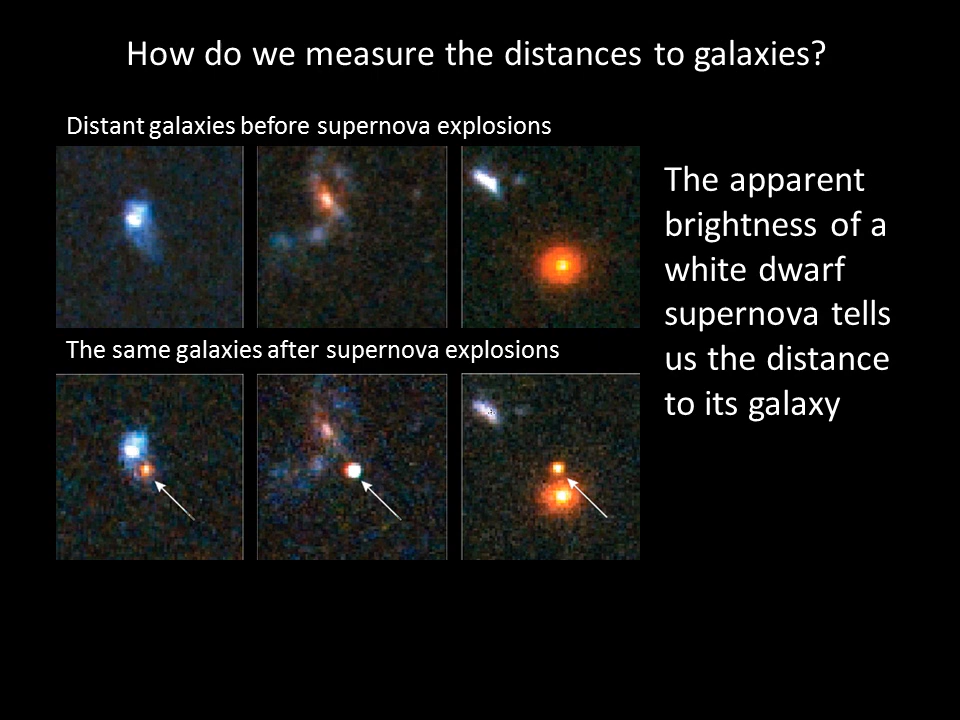 How do we measure the distances to galaxies?
Distant galaxies before supernova explosions
The same galaxies after supernova explosions
The apparent
brightness of a
white dwarf
supernova tells
us the distance
to its galaxy